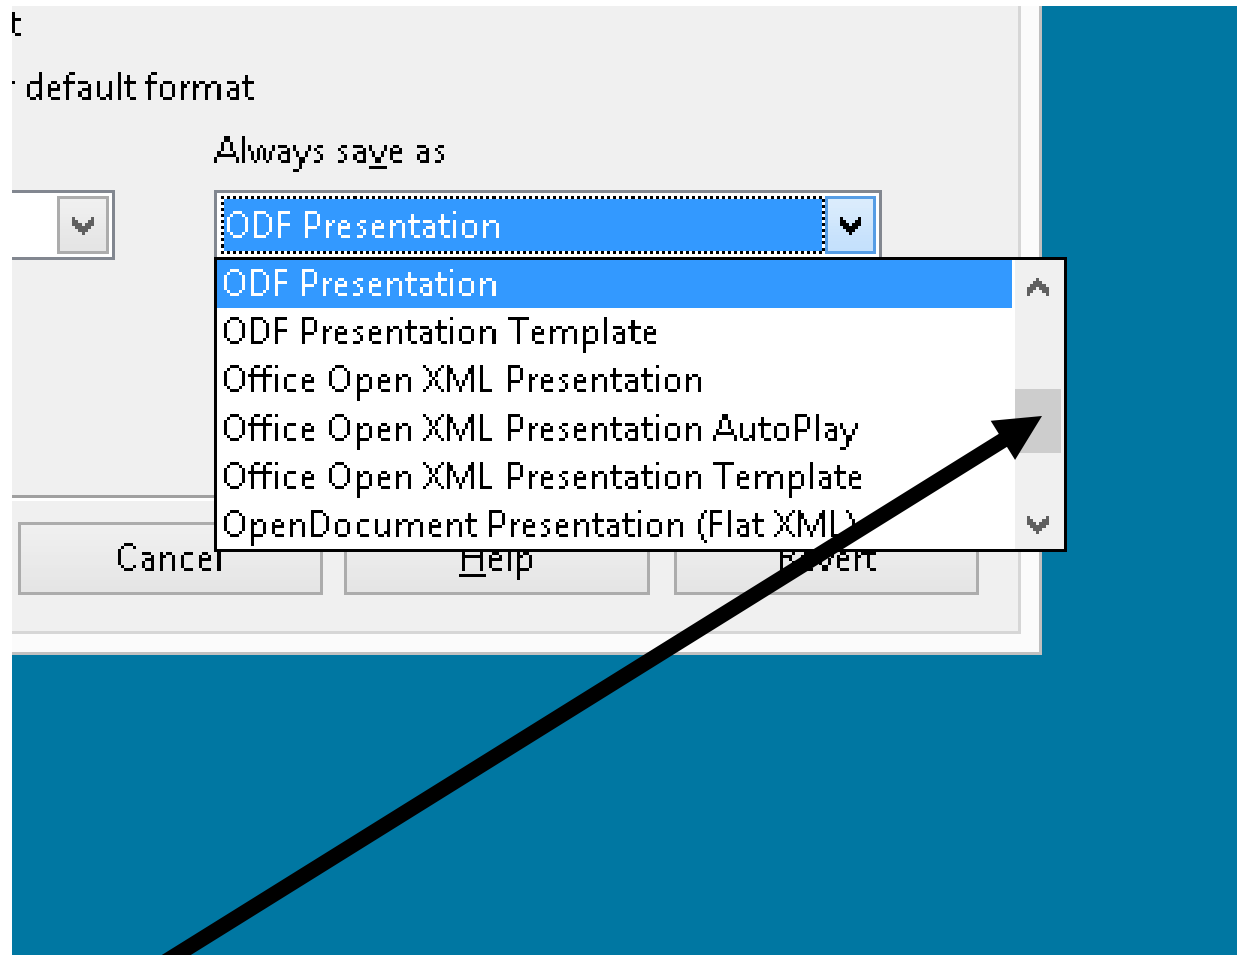 t
default format
Always save as
ODF Presentation
ODF Presentation
ODF Presentation Template
Office Open XML Presentation
Office Open XML Presentation AutoPlay
Office Open XML Presentation Template
OpenDocument Presentation (Flat XML)
Cancel Help Revert